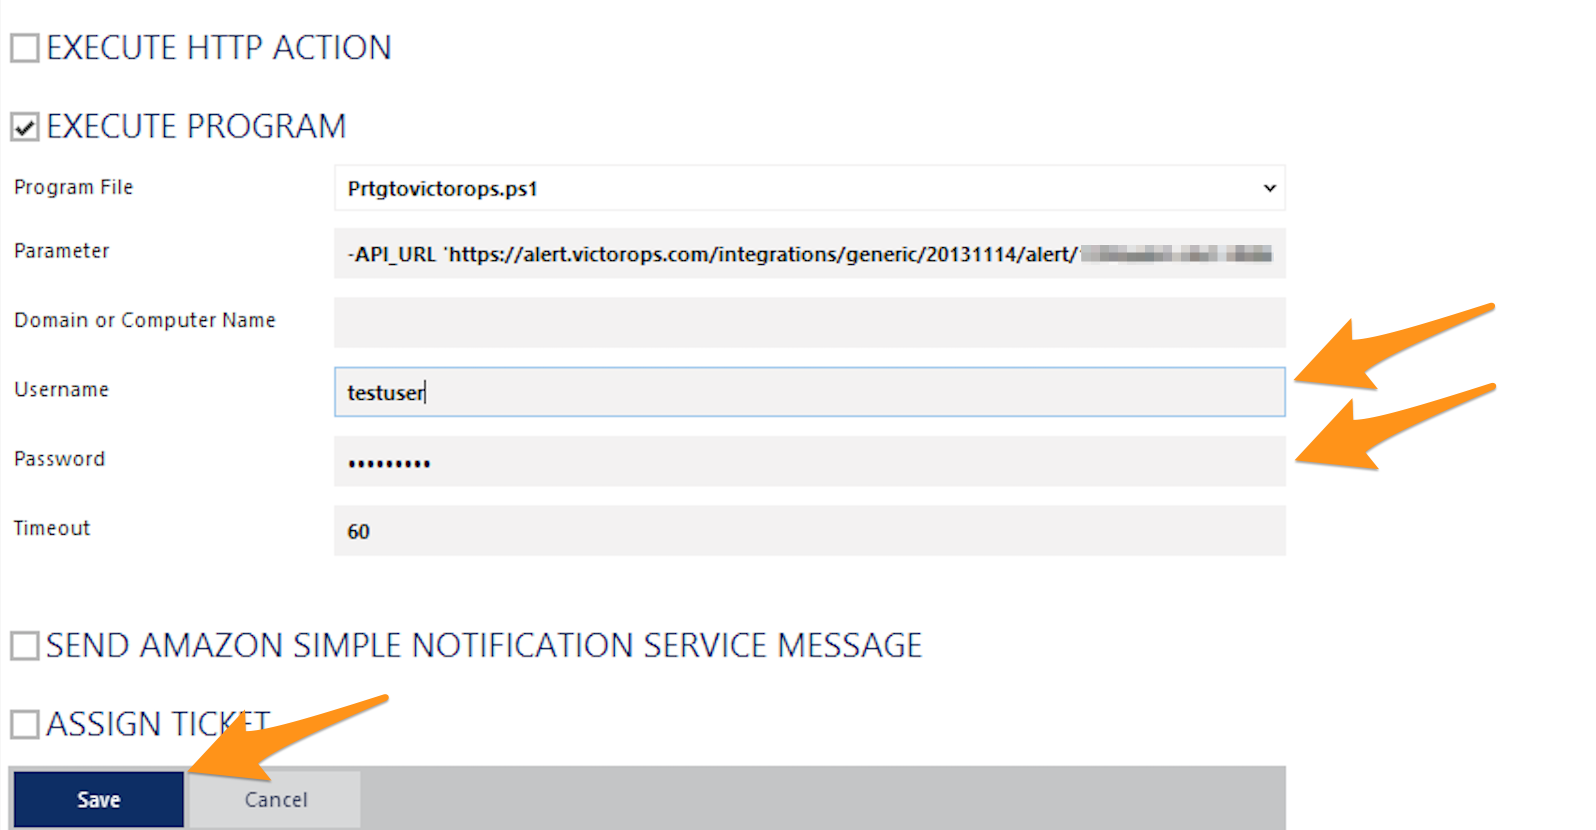 EXECUTE HTTP ACTION
EXECUTE PROGRAM
Program File
Prtgtovictorops.ps1
Parameter
-API_URL 'https://alert.victorops.com/integrations/generic/20131114/alert/
Domain or Computer Name
Username
testuser
Password
•••••••••
Timeout
60
SEND AMAZON SIMPLE NOTIFICATION SERVICE MESSAGE
ASSIGN TICKET
Save
Cancel